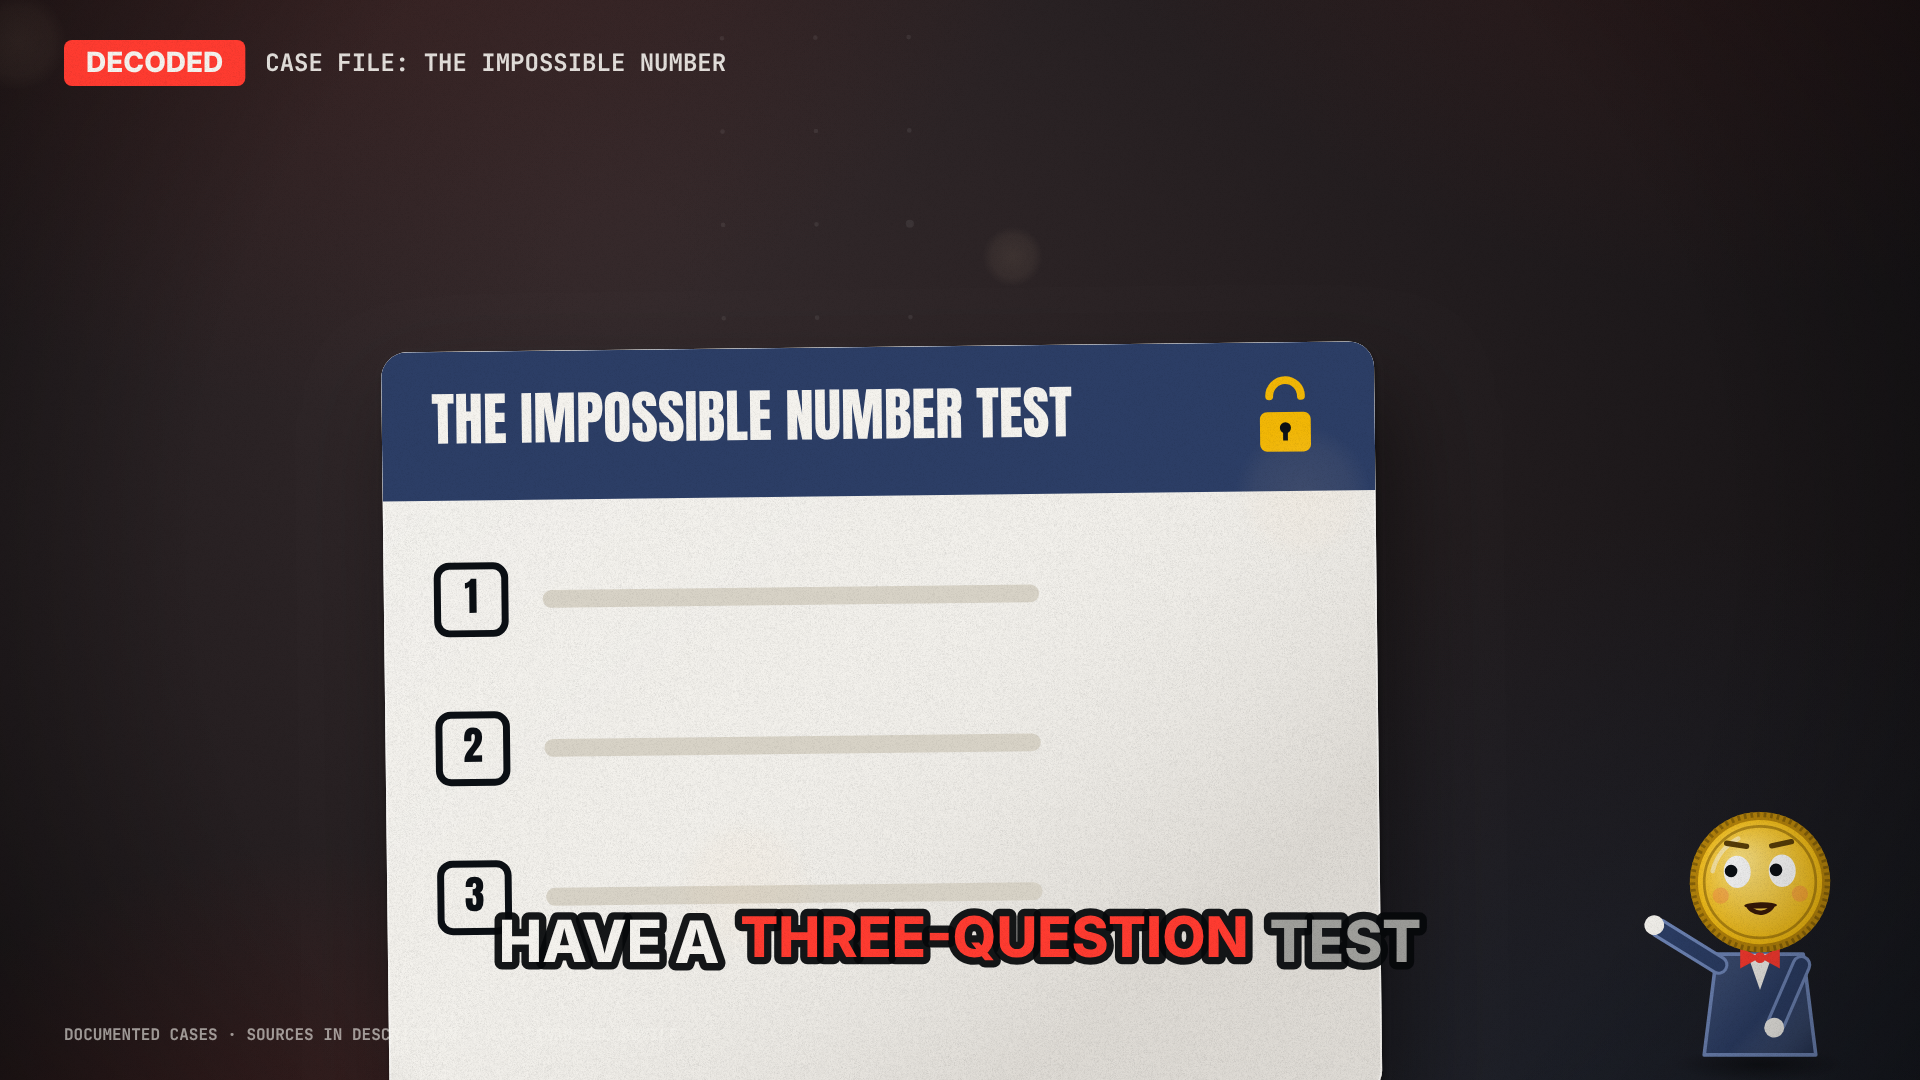 DECODED CASE FILE: THE IMPOSSIBLE NUMBER
THE IMPOSSIBLE NUMBER TEST
1
2
3
HAVE A THREE-QUESTION TEST
DOCUMENTED CASES · SOURCES IN